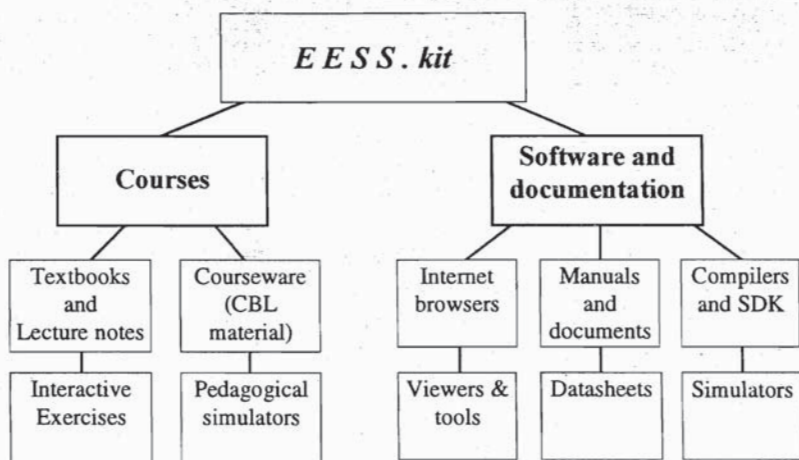 E E S S . kit
Courses
Software and
documentation
Textbooks
and
Lecture notes
Courseware
(CBL
material)
Internet
browsers
Manuals
and
documents
Compilers
and SDK
Interactive
Exercises
Pedagogical
simulators
Viewers &
tools
Datasheets
Simulators